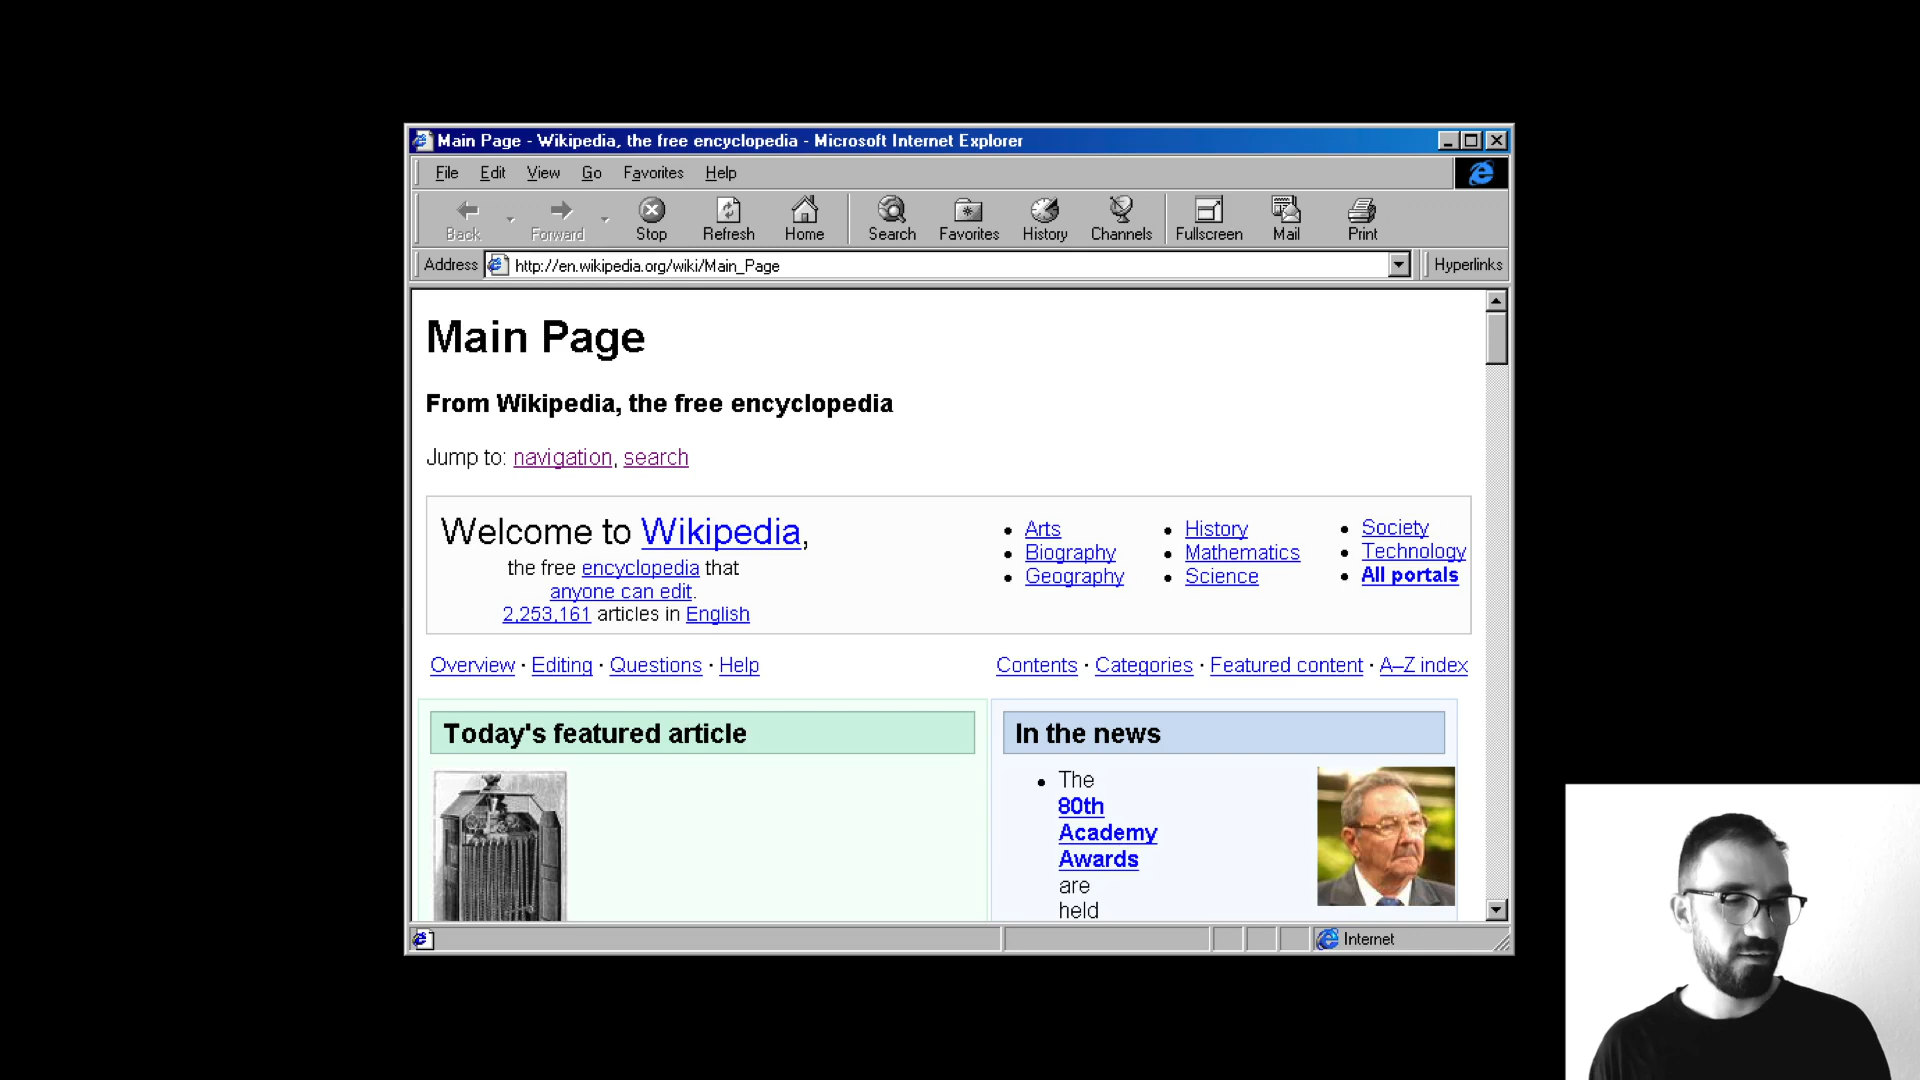 Main Page - Wikipedia, the free encyclopedia - Microsoft Internet Explorer
File Edit View Go Favorites Help
Back Forward Stop Refresh Home Search Favorites History Channels Fullscreen Mail Print
Address http://en.wikipedia.org/wiki/Main_Page Hyperlinks
Main Page
From Wikipedia, the free encyclopedia
Jump to: navigation, search
Welcome to Wikipedia,
the free encyclopedia that
anyone can edit.
2,253,161 articles in English
Arts
Biography
Geography
History
Mathematics
Science
Society
Technology
All portals
Overview · Editing · Questions · Help
Contents · Categories · Featured content · A–Z index
Today's featured article
In the news
The
80th
Academy
Awards
are
held
Internet